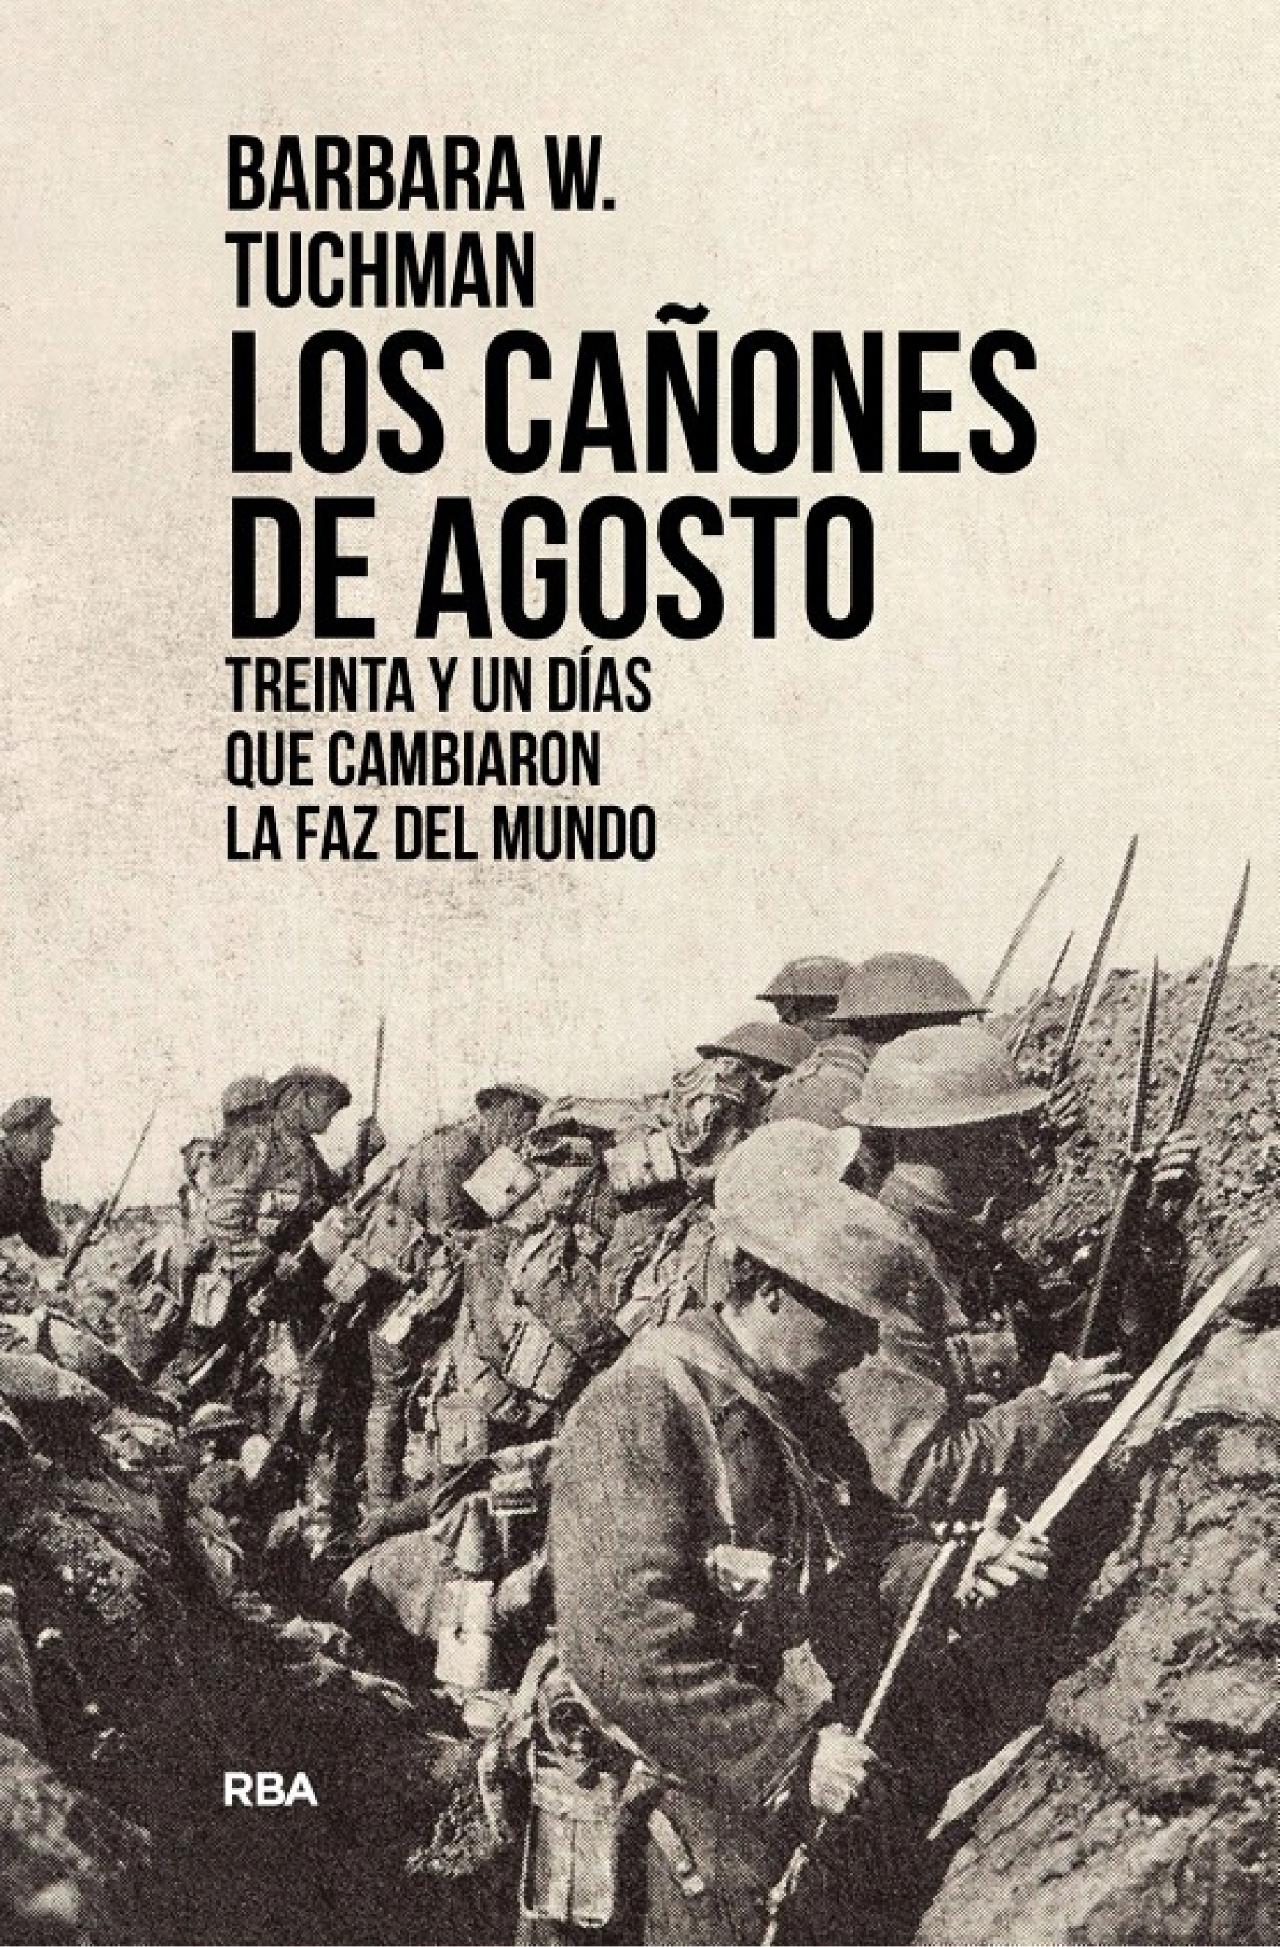 BARBARA W.
TUCHMAN
LOS CAÑONES
DE AGOSTO
TREINTA Y UN DÍAS
QUE CAMBIARON
LA FAZ DEL MUNDO
RBA